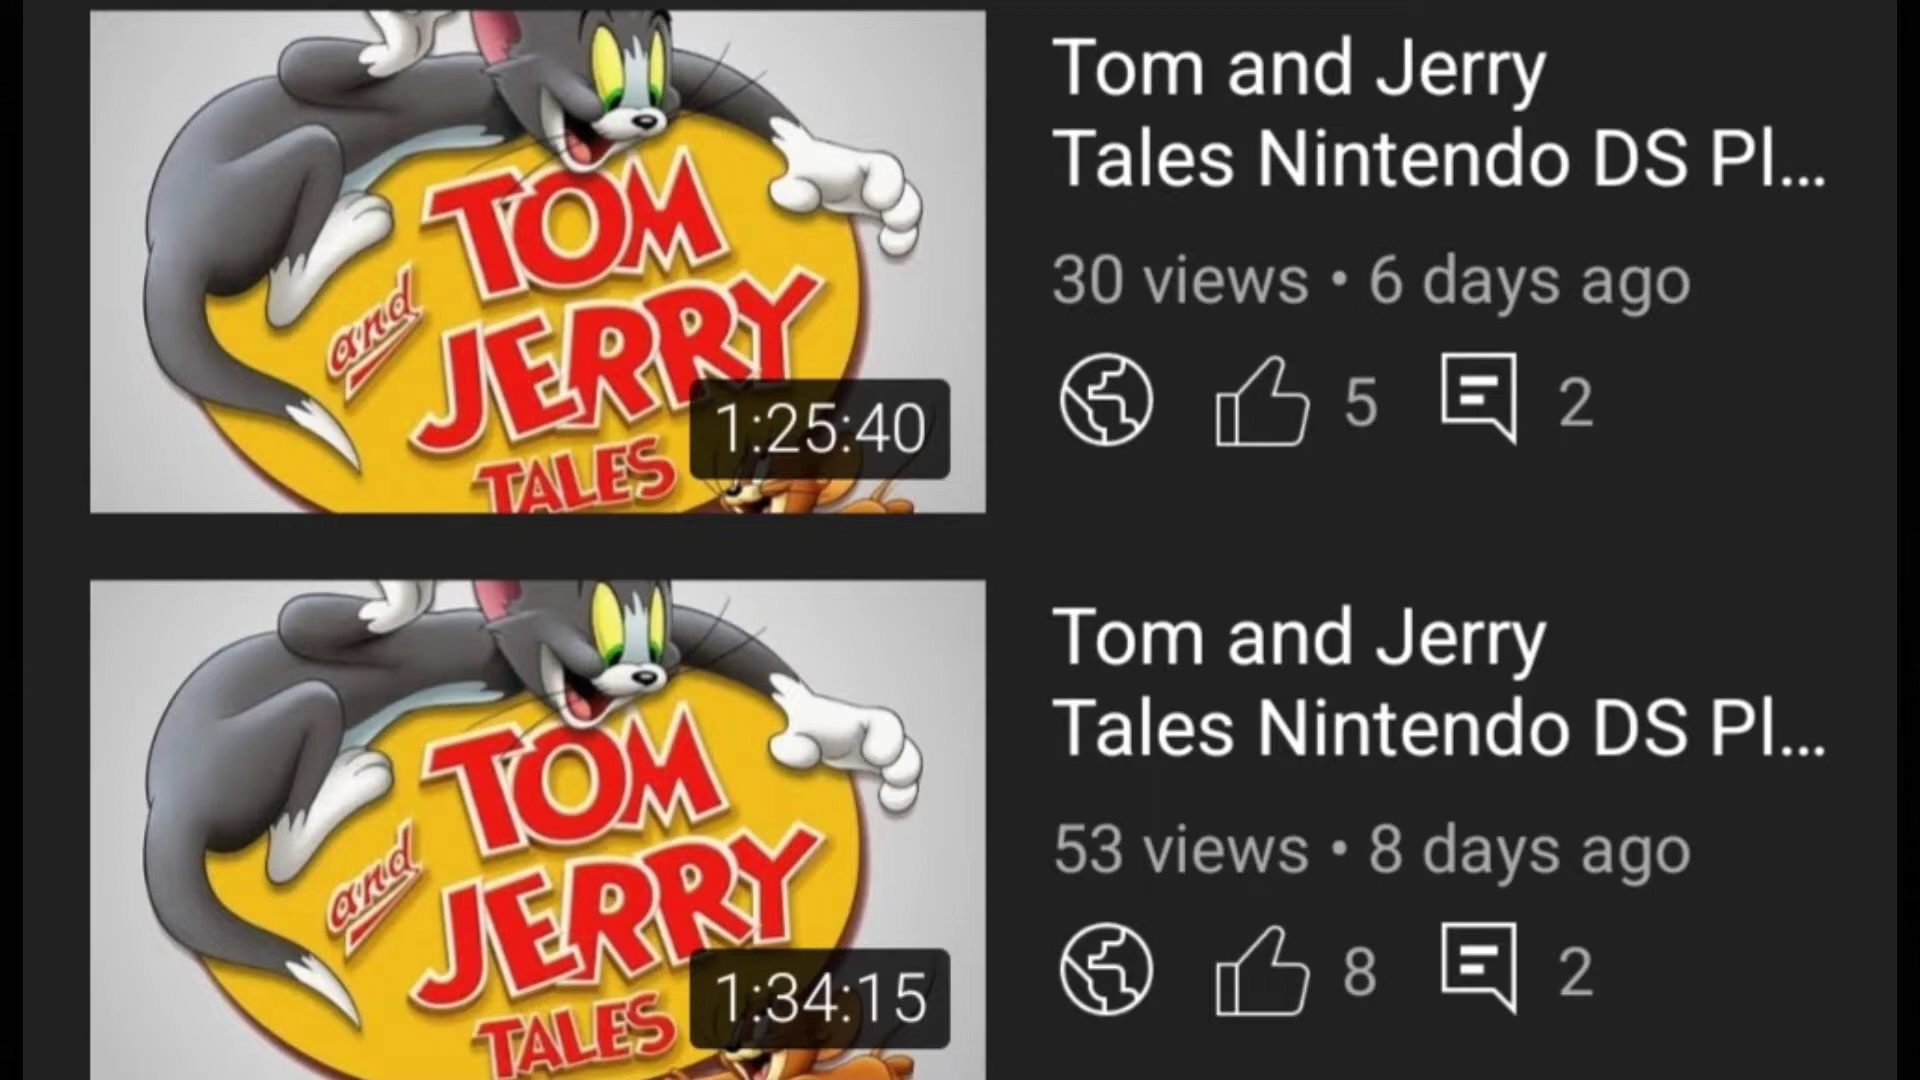 TOM
and
JERRY
TALES
1:25:40
Tom and Jerry
Tales Nintendo DS Pl...
30 views • 6 days ago
5 2
TOM
and
JERRY
TALES
1:34:15
Tom and Jerry
Tales Nintendo DS Pl...
53 views • 8 days ago
8 2